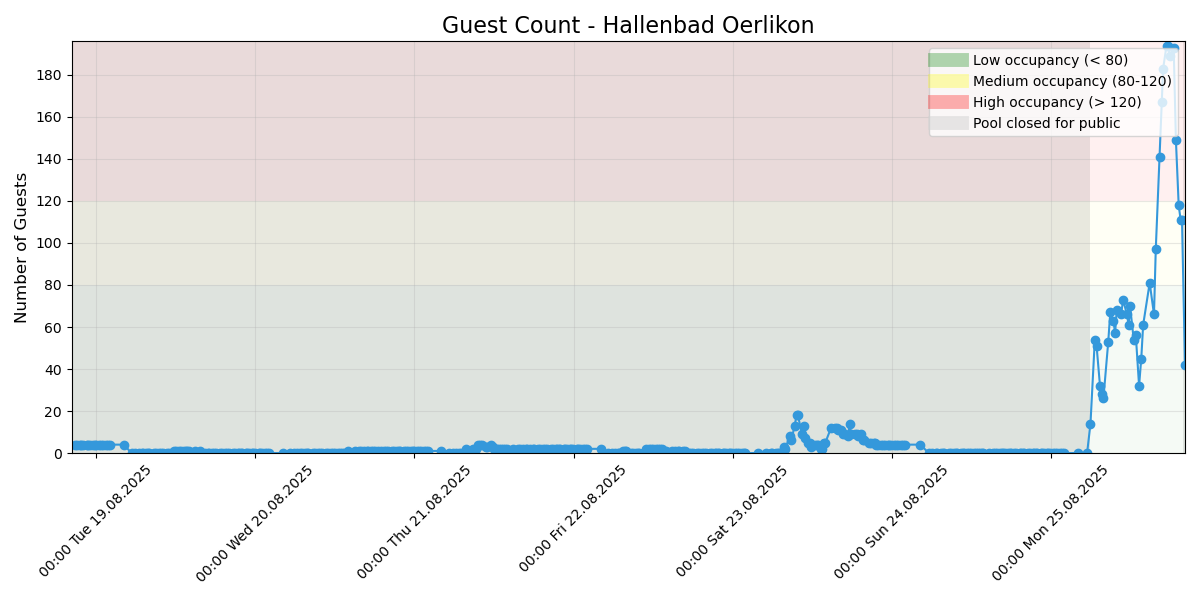 Guest Count - Hallenbad Oerlikon
Low occupancy (< 80)
Medium occupancy (80-120)
High occupancy (> 120)
Pool closed for public
Number of Guests
180
160
140
120
100
80
60
40
20
0
00:00 Tue 19.08.2025
00:00 Wed 20.08.2025
00:00 Thu 21.08.2025
00:00 Fri 22.08.2025
00:00 Sat 23.08.2025
00:00 Sun 24.08.2025
00:00 Mon 25.08.2025